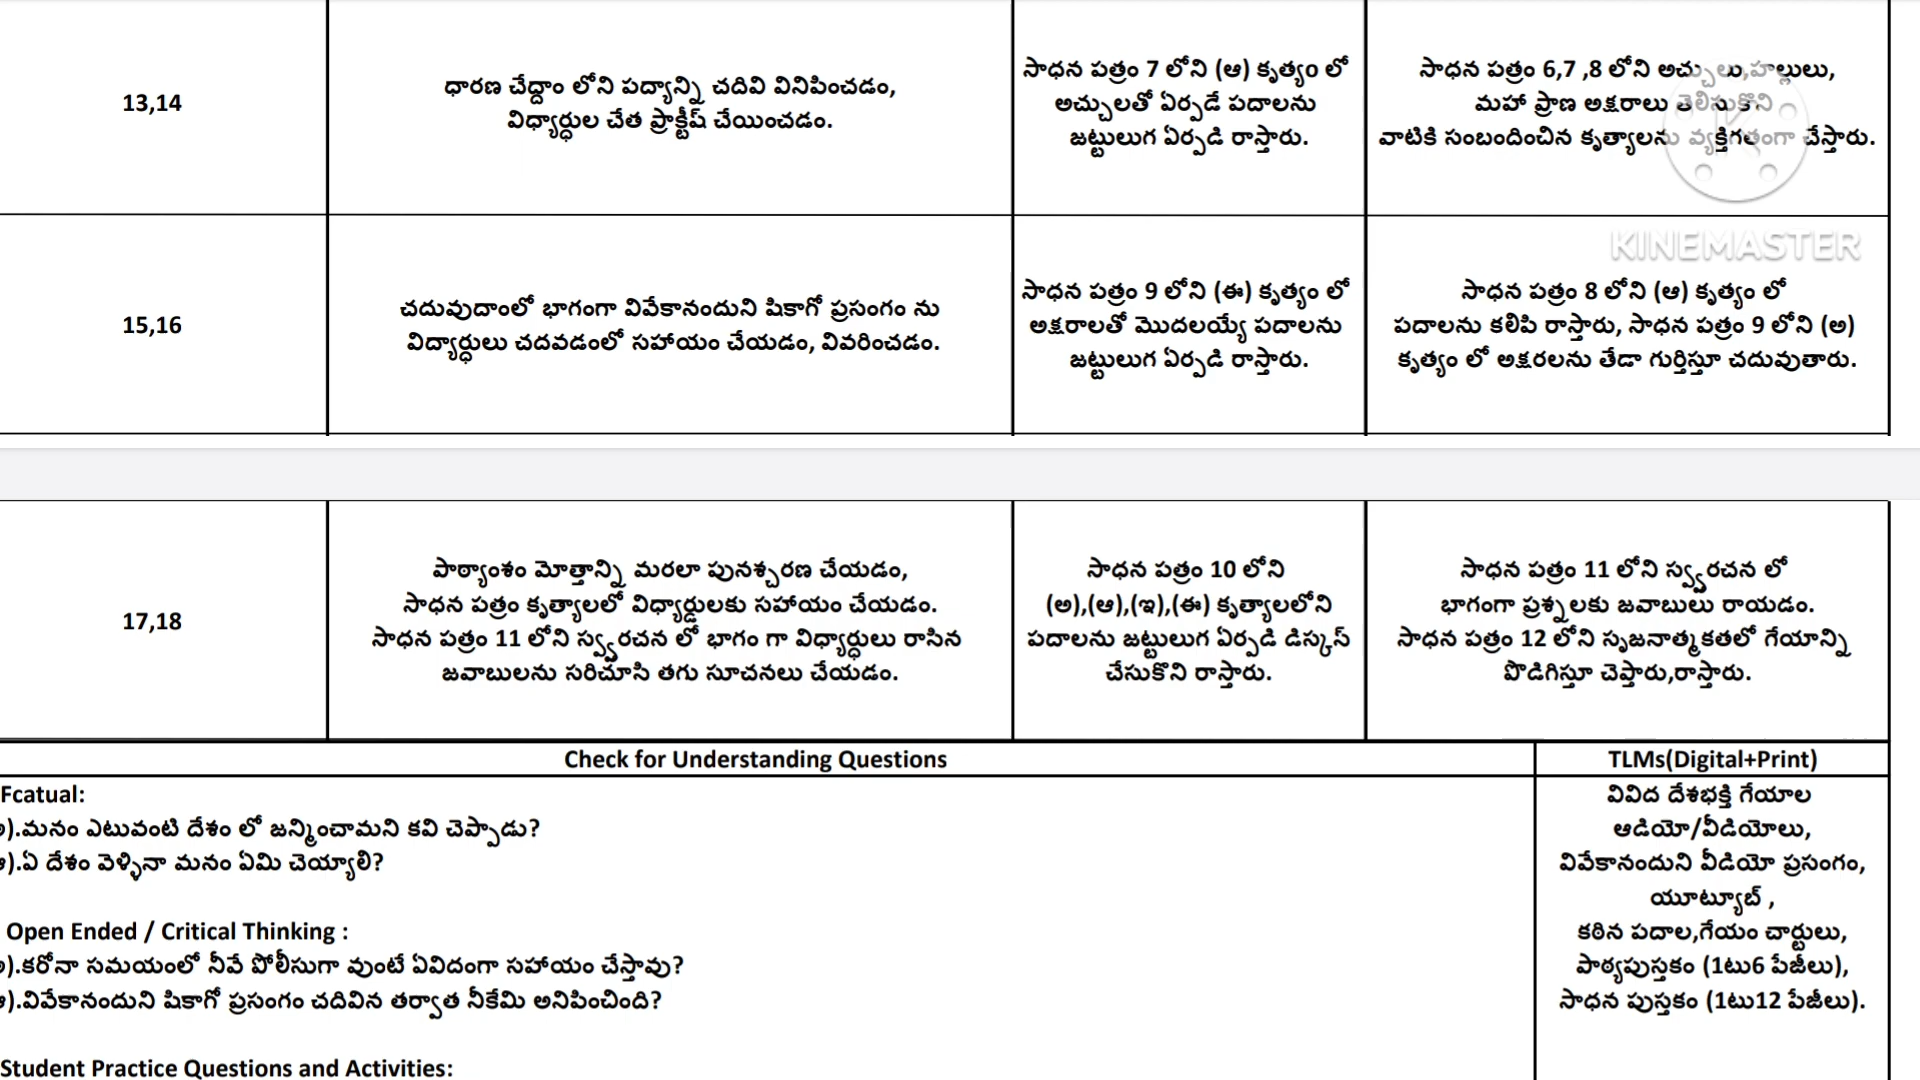 13,14
ధారణ చేద్దాం లోని పద్యాన్ని చదివి వినిపించడం,
విధ్యార్ధుల చేత ప్రాక్టీష్ చేయించడం.
సాధన పత్రం 7 లోని (ఆ) కృత్యం లో
అచ్చులతో ఏర్పడే పదాలను
జట్టులుగ ఏర్పడి రాస్తారు.
సాధన పత్రం 6,7 ,8 లోని అచ్చులు,హల్లులు,
మహా ప్రాణ అక్షరాలు తెలిసుకొని
వాటికి సంబందించిన కృత్యాలను వ్యక్తిగతంగా చేస్తారు.
KINEMASTER
15,16
చదువుదాంలో భాగంగా వివేకానందుని షికాగో ప్రసంగం ను
విద్యార్ధులు చదవడంలో సహాయం చేయడం, వివరించడం.
సాధన పత్రం 9 లోని (ఈ) కృత్యం లో
అక్షరాలతో మొదలయ్యే పదాలను
జట్టులుగ ఏర్పడి రాస్తారు.
సాధన పత్రం 8 లోని (ఆ) కృత్యం లో
పదాలను కలిపి రాస్తారు, సాధన పత్రం 9 లోని (అ)
కృత్యం లో అక్షరలను తేడా గుర్తిస్తూ చదువుతారు.
17,18
పాఠ్యాంశం మోత్తాన్ని మరలా పునశ్చరణ చేయడం,
సాధన పత్రం కృత్యాలలో విధ్యార్థులకు సహాయం చేయడం.
సాధన పత్రం 11 లోని స్వ్వరచన లో భాగం గా విధ్యార్ధులు రాసిన
జవాబులను సరిచూసి తగు సూచనలు చేయడం.
సాధన పత్రం 10 లోని
(అ),(ఆ),(ఇ),(ఈ) కృత్యాలలోని
పదాలను జట్టులుగ ఏర్పడి డిస్కస్
చేసుకొని రాస్తారు.
సాధన పత్రం 11 లోని స్వ్వరచన లో
భాగంగా ప్రశ్నలకు జవాబులు రాయడం.
సాధన పత్రం 12 లోని సృజనాత్మకతలో గేయాన్ని
పొడిగిస్తూ చెప్తారు,రాస్తారు.
Check for Understanding Questions
TLMs(Digital+Print)
Fcatual:
).మనం ఎటువంటి దేశం లో జన్మించామని కవి చెప్పాడు?
).ఏ దేశం వెళ్ళినా మనం ఏమి చెయ్యాలి?
Open Ended / Critical Thinking :
).కరోనా సమయంలో నీవే పోలీసుగా వుంటే ఏవిదంగా సహాయం చేస్తావు?
).వివేకానందుని షికాగో ప్రసంగం చదివిన తర్వాత నీకేమి అనిపించింది?
Student Practice Questions and Activities:
వివిద దేశభక్తి గేయాల
ఆడియో/వీడియోలు,
వివేకానందుని వీడియో ప్రసంగం,
యూట్యూబ్ ,
కఠిన పదాల,గేయం చార్టులు,
పాఠ్యపుస్తకం (1టు6 పేజీలు),
సాధన పుస్తకం (1టు12 పేజీలు).